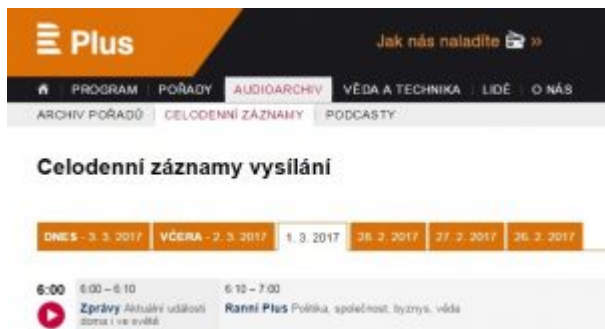 Plus
Jak nás naladíte »
PROGRAM POŘADY AUDIOARCHIV VĚDA A TECHNIKA LIDÉ O NÁS
ARCHIV POŘADŮ CELODENNÍ ZÁZNAMY PODCASTY
Celodenní záznamy vysílání
DNES - 3. 3. 2017 VČERA - 2. 3. 2017 1. 3. 2017 28. 2. 2017 27. 2. 2017 26. 2. 2017
6:00 6:00 – 6:10 6:10 – 7:00
Zprávy Aktuální události Ranní Plus Politika, společnost, byznys, věda
doma i ve světě